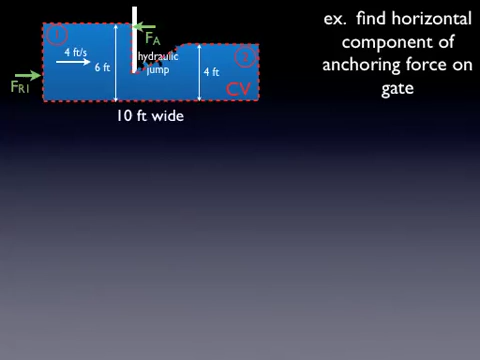 ex. find horizontal
component of
anchoring force on
gate
1
4 ft/s
6 ft
F_A
hydraulic
jump
2
4 ft
F_R1
CV
10 ft wide